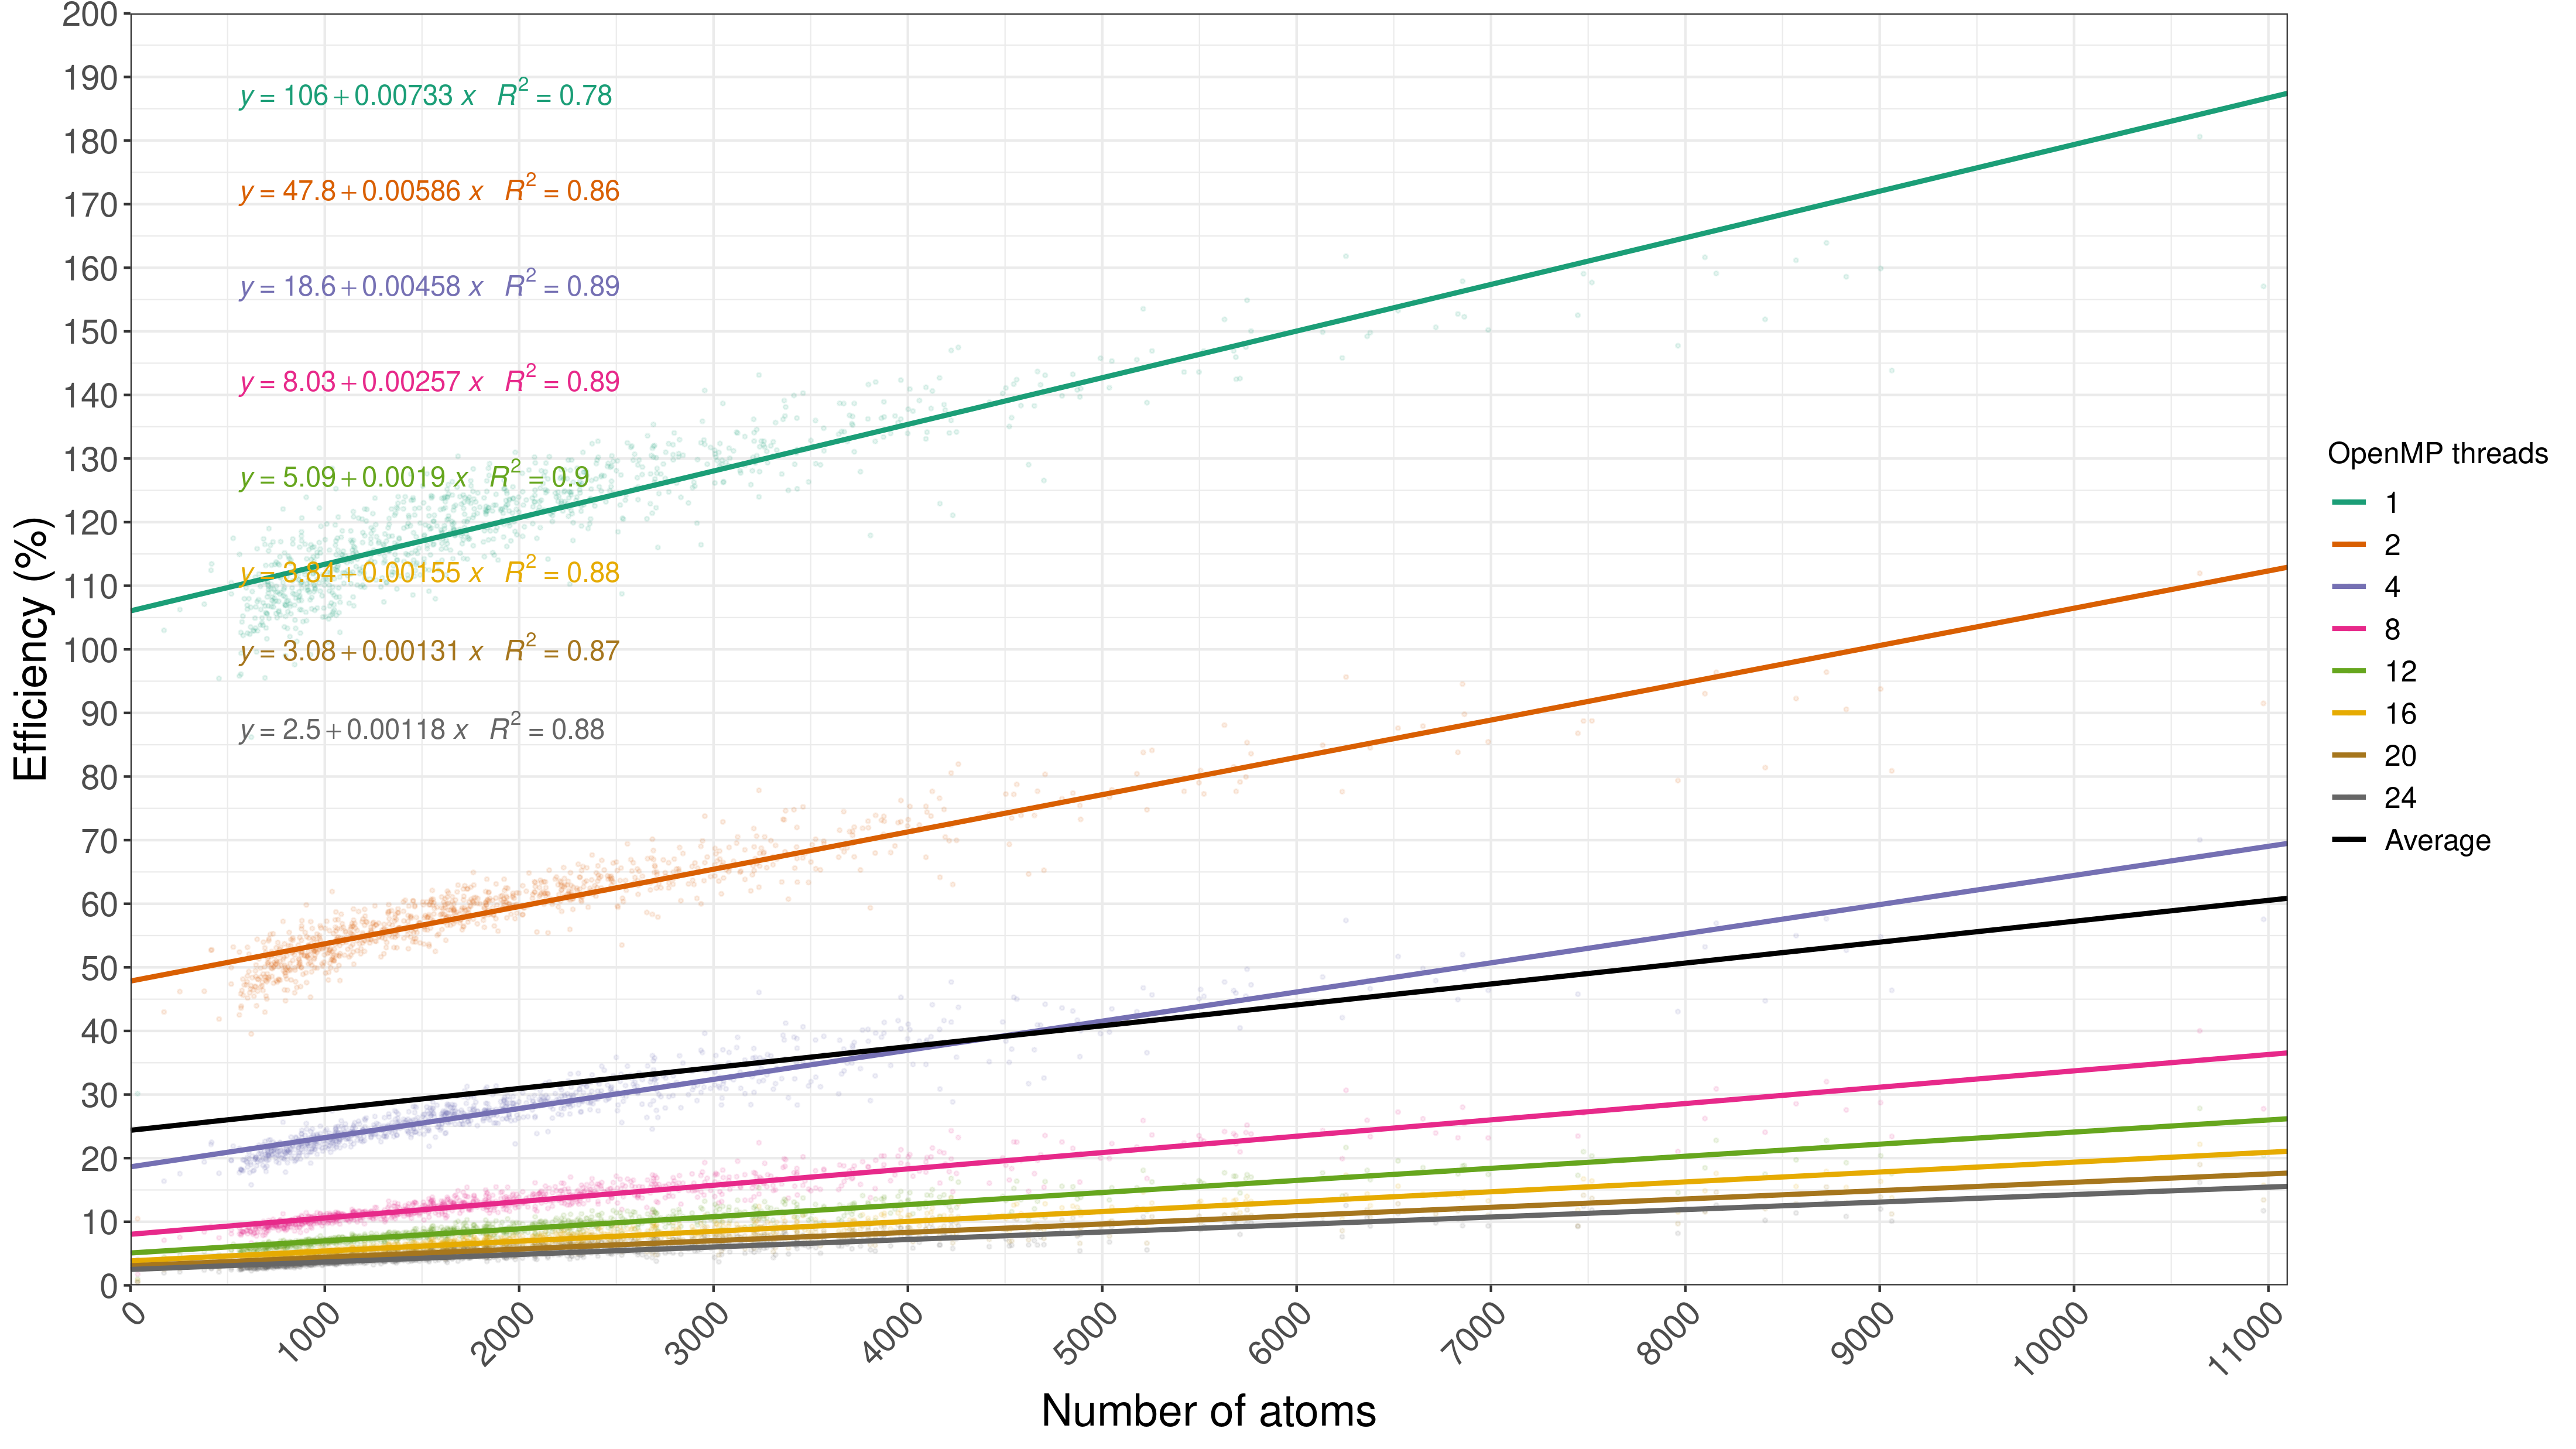 200
190
180
170
160
150
140
130
120
110
100
90
80
70
60
50
40
30
20
10
0
Efficiency (%)
y = 106+0.00733 x R² = 0.78
y = 47.8+0.00586 x R² = 0.86
y = 18.6+0.00458 x R² = 0.89
y = 8.03+0.00257 x R² = 0.89
y = 5.09+0.0019 x R² = 0.9
y = 3.84+0.00155 x R² = 0.88
y = 3.08+0.00131 x R² = 0.87
y = 2.5+0.00118 x R² = 0.88
0 1000 2000 3000 4000 5000 6000 7000 8000 9000 10000 11000
Number of atoms
OpenMP threads
1
2
4
8
12
16
20
24
Average